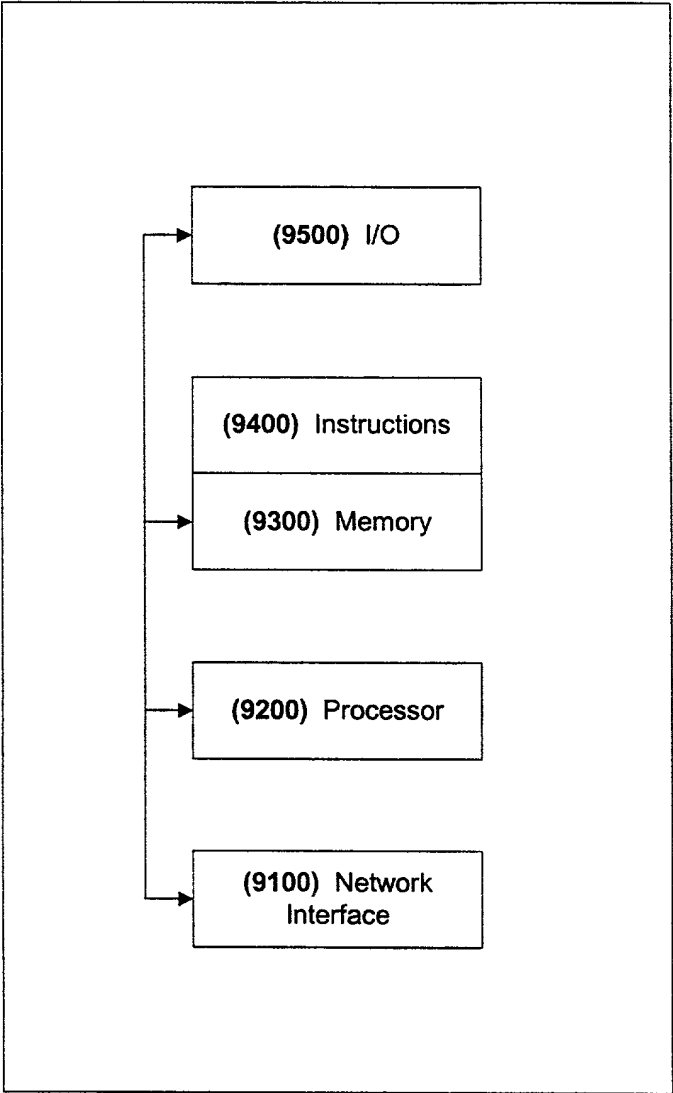 (9500) I/O
(9400) Instructions
(9300) Memory
(9200) Processor
(9100) Network
Interface